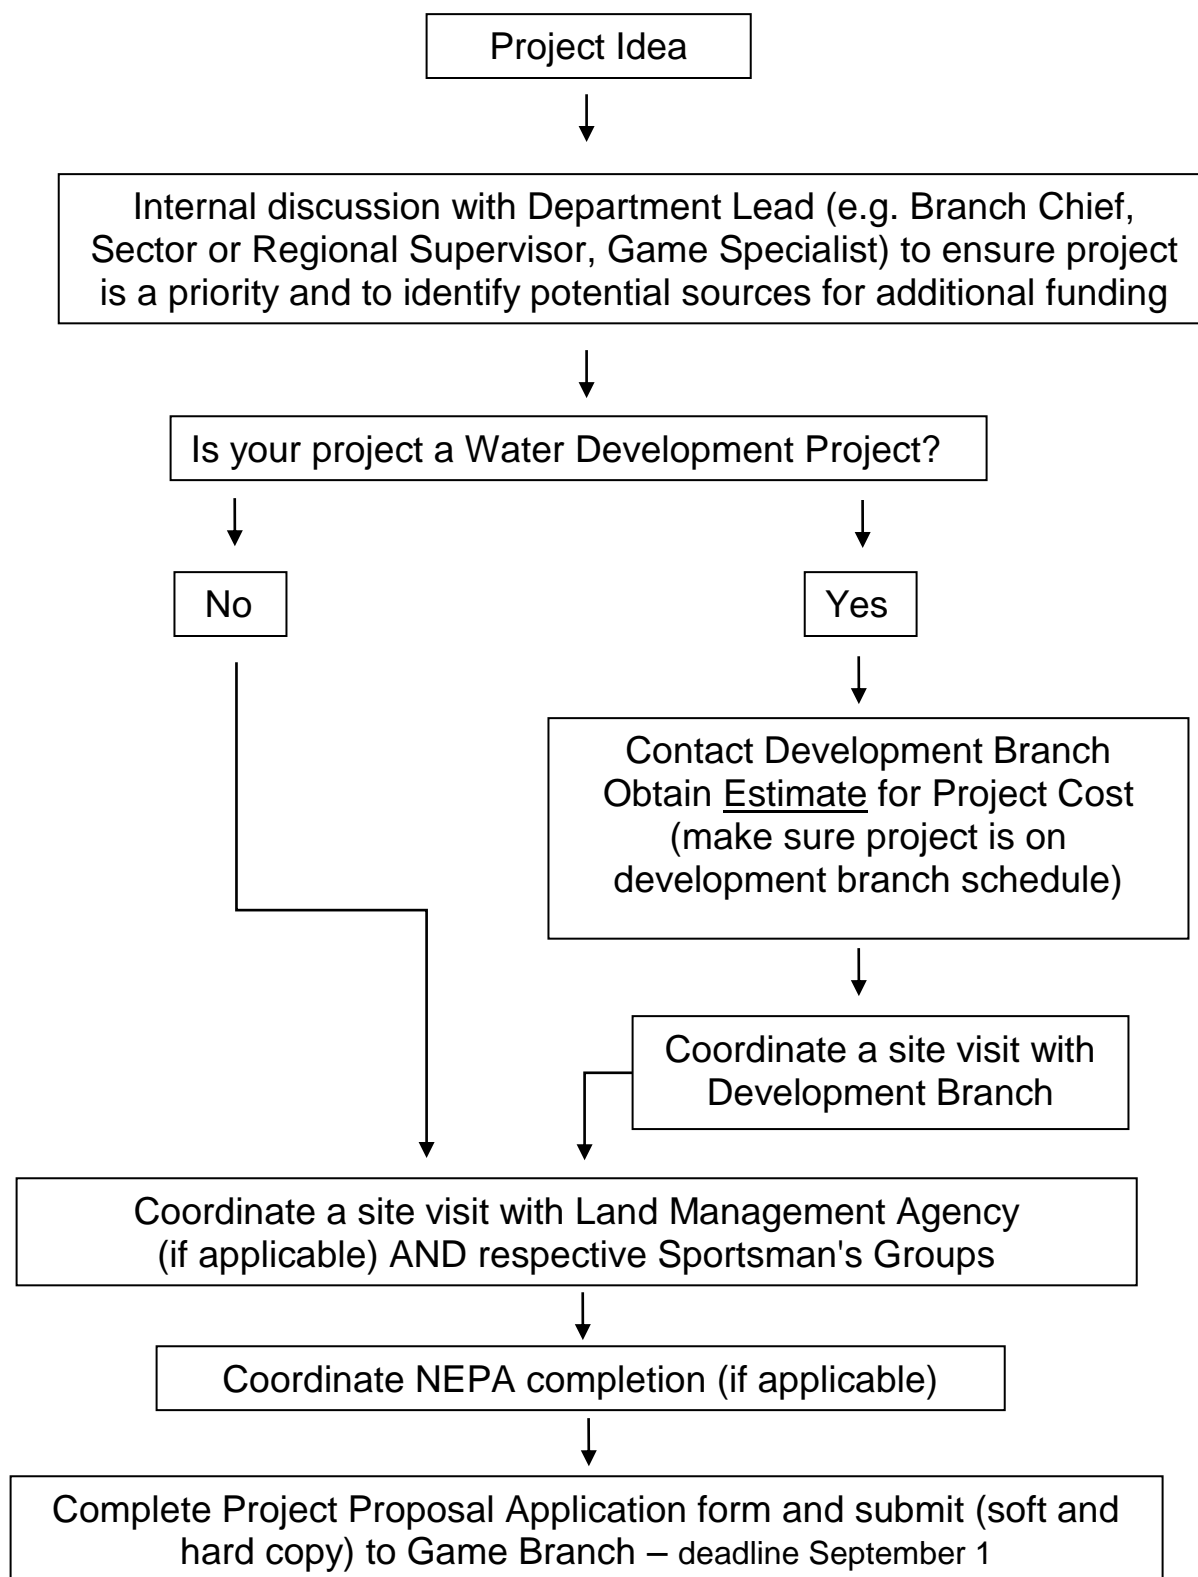 Project Idea
Internal discussion with Department Lead (e.g. Branch Chief,
Sector or Regional Supervisor, Game Specialist) to ensure project
is a priority and to identify potential sources for additional funding
Is your project a Water Development Project?
No
Yes
Contact Development Branch
Obtain Estimate for Project Cost
(make sure project is on
development branch schedule)
Coordinate a site visit with
Development Branch
Coordinate a site visit with Land Management Agency
(if applicable) AND respective Sportsman's Groups
Coordinate NEPA completion (if applicable)
Complete Project Proposal Application form and submit (soft and
hard copy) to Game Branch – deadline September 1